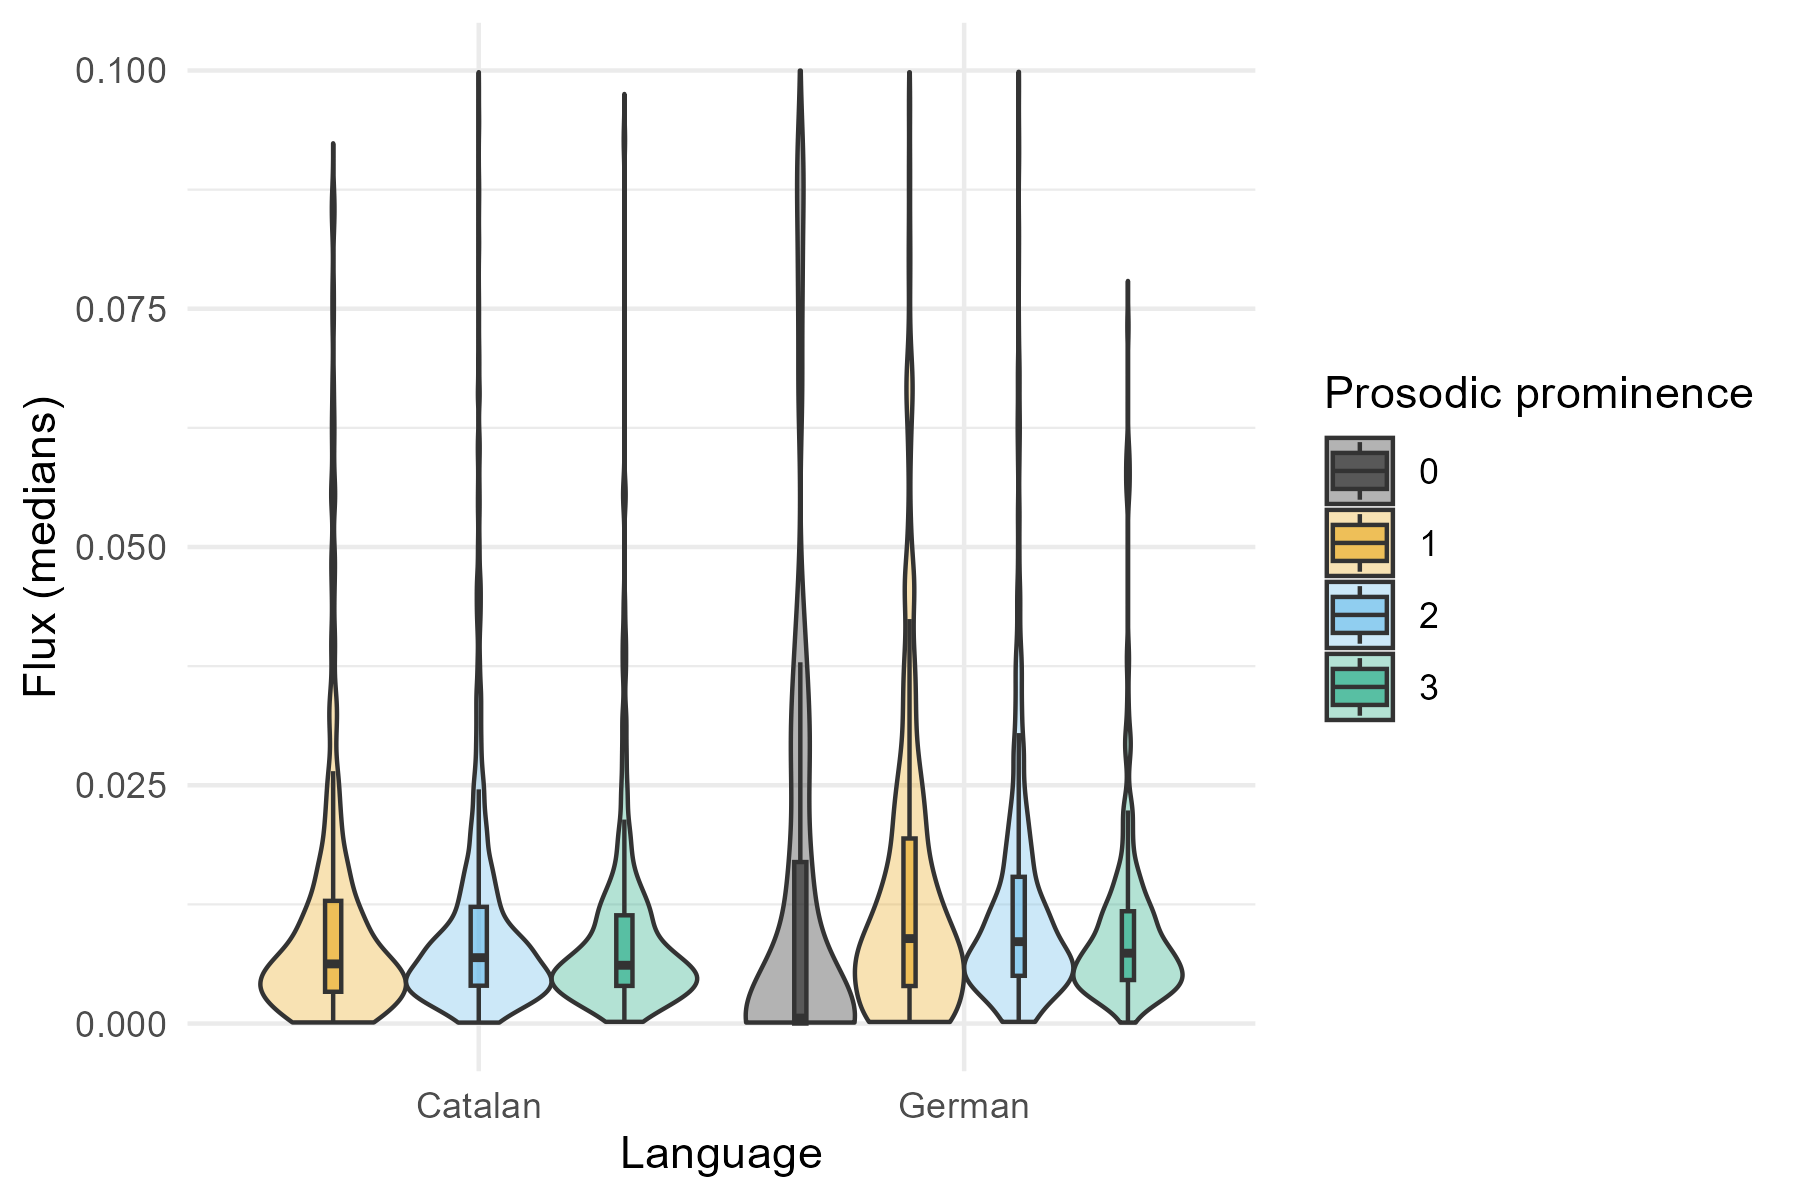 Flux (medians)
0.100
0.075
0.050
0.025
0.000
Catalan
German
Language
Prosodic prominence
0
1
2
3